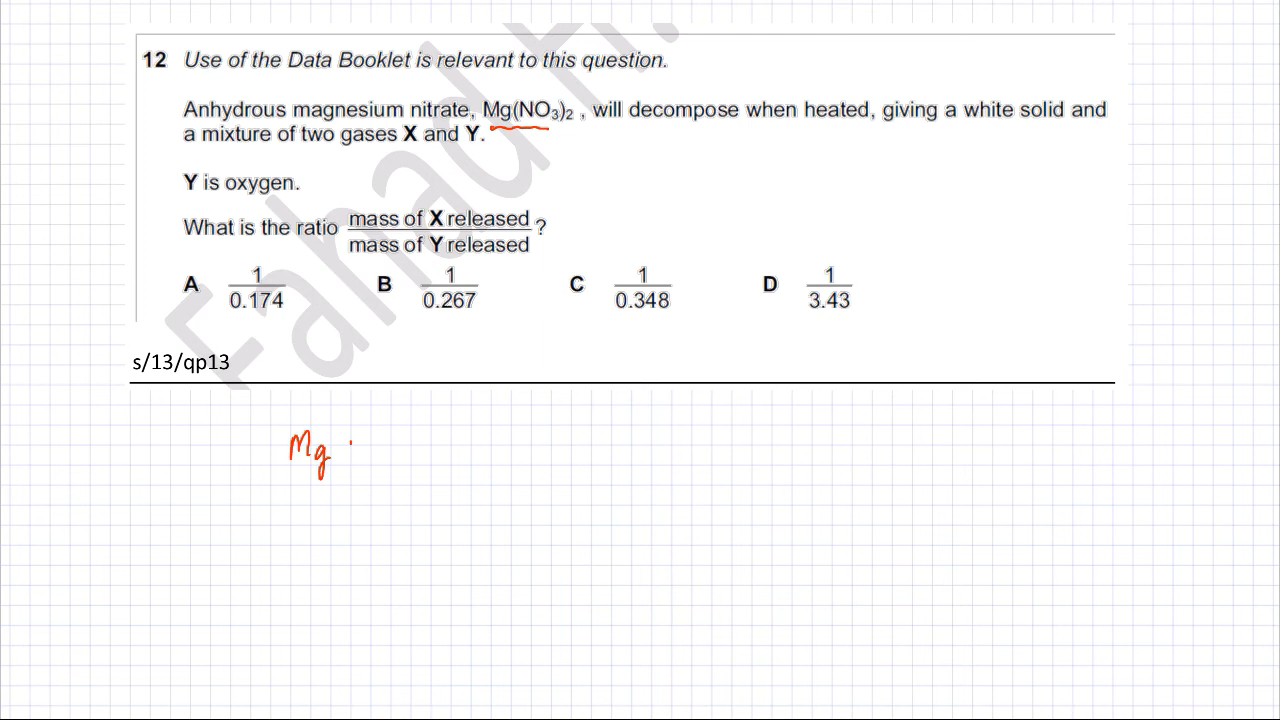 12 Use of the Data Booklet is relevant to this question.
Anhydrous magnesium nitrate, Mg(NO₃)₂ , will decompose when heated, giving a white solid and
a mixture of two gases X and Y.
Y is oxygen.
What is the ratio mass of X released / mass of Y released ?
A 1/0.174 B 1/0.267 C 1/0.348 D 1/3.43
s/13/qp13
Mg